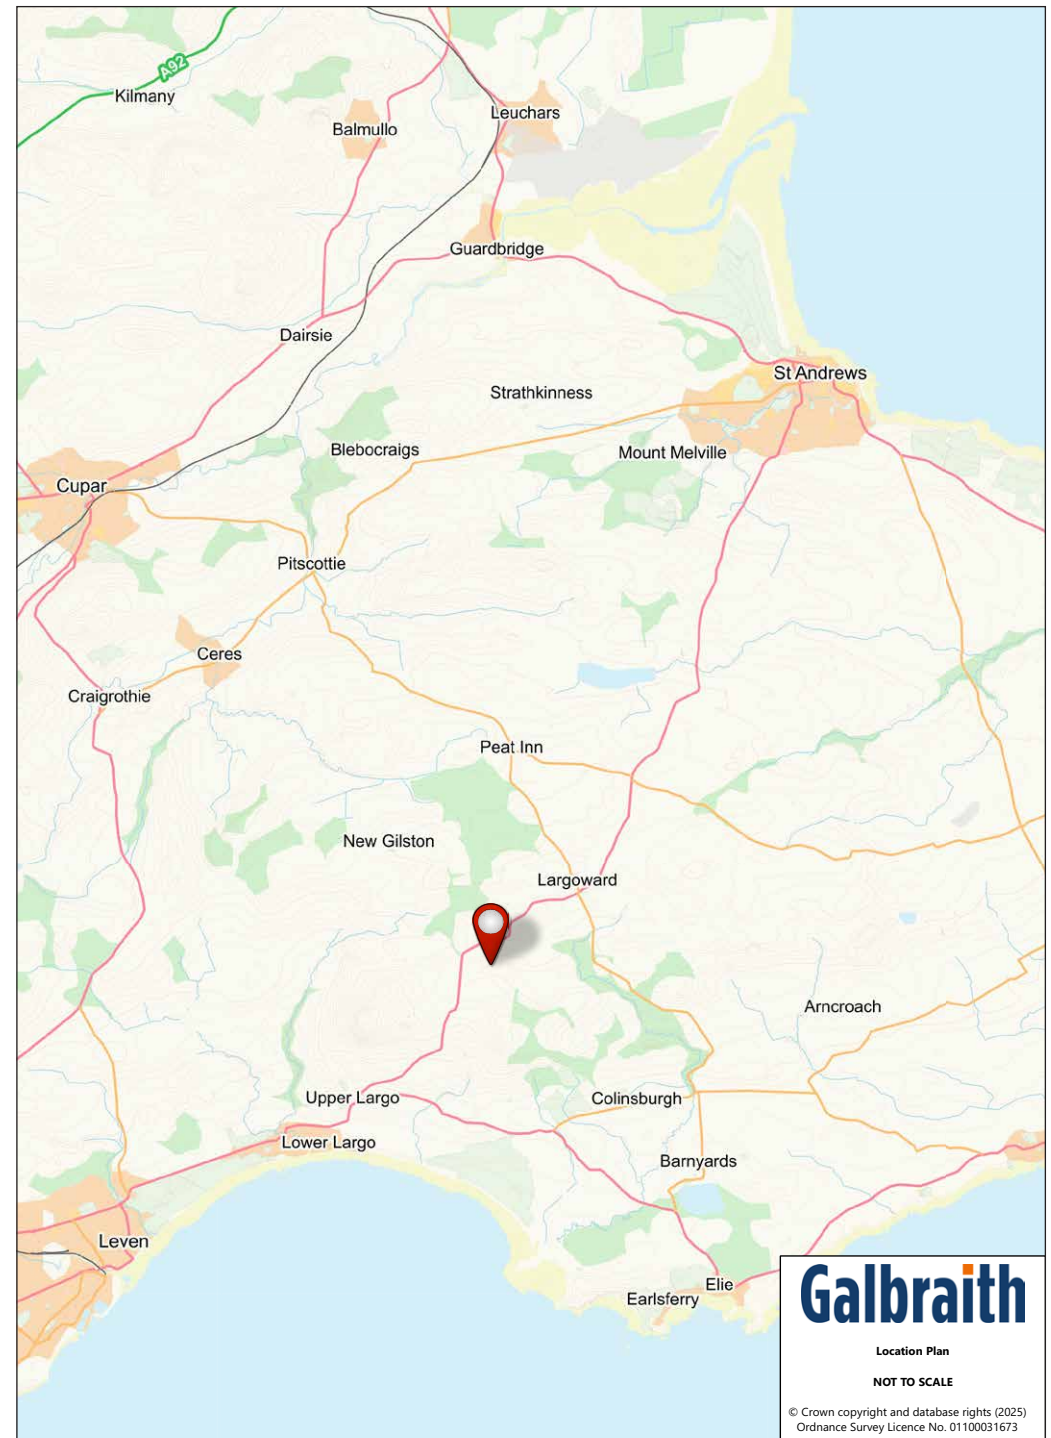 A92
Kilmany
Leuchars
Balmullo
Guardbridge
Dairsie
St Andrews
Strathkinness
Blebocraigs
Mount Melville
Cupar
Pitscottie
Ceres
Craigrothie
Peat Inn
New Gilston
Largoward
Arncroach
Upper Largo
Colinsburgh
Lower Largo
Barnyards
Leven
Elie
Earlsferry
Galbraith
Location Plan
NOT TO SCALE
© Crown copyright and database rights (2025)
Ordnance Survey Licence No. 01100031673